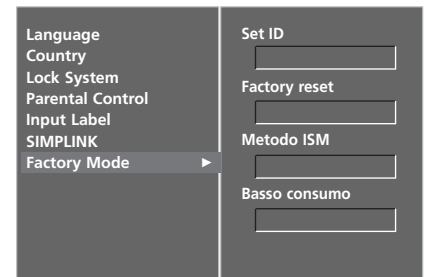 Language
Country
Lock System
Parental Control
Input Label
SIMPLINK
Factory Mode ►
Set ID
Factory reset
Metodo ISM
Basso consumo